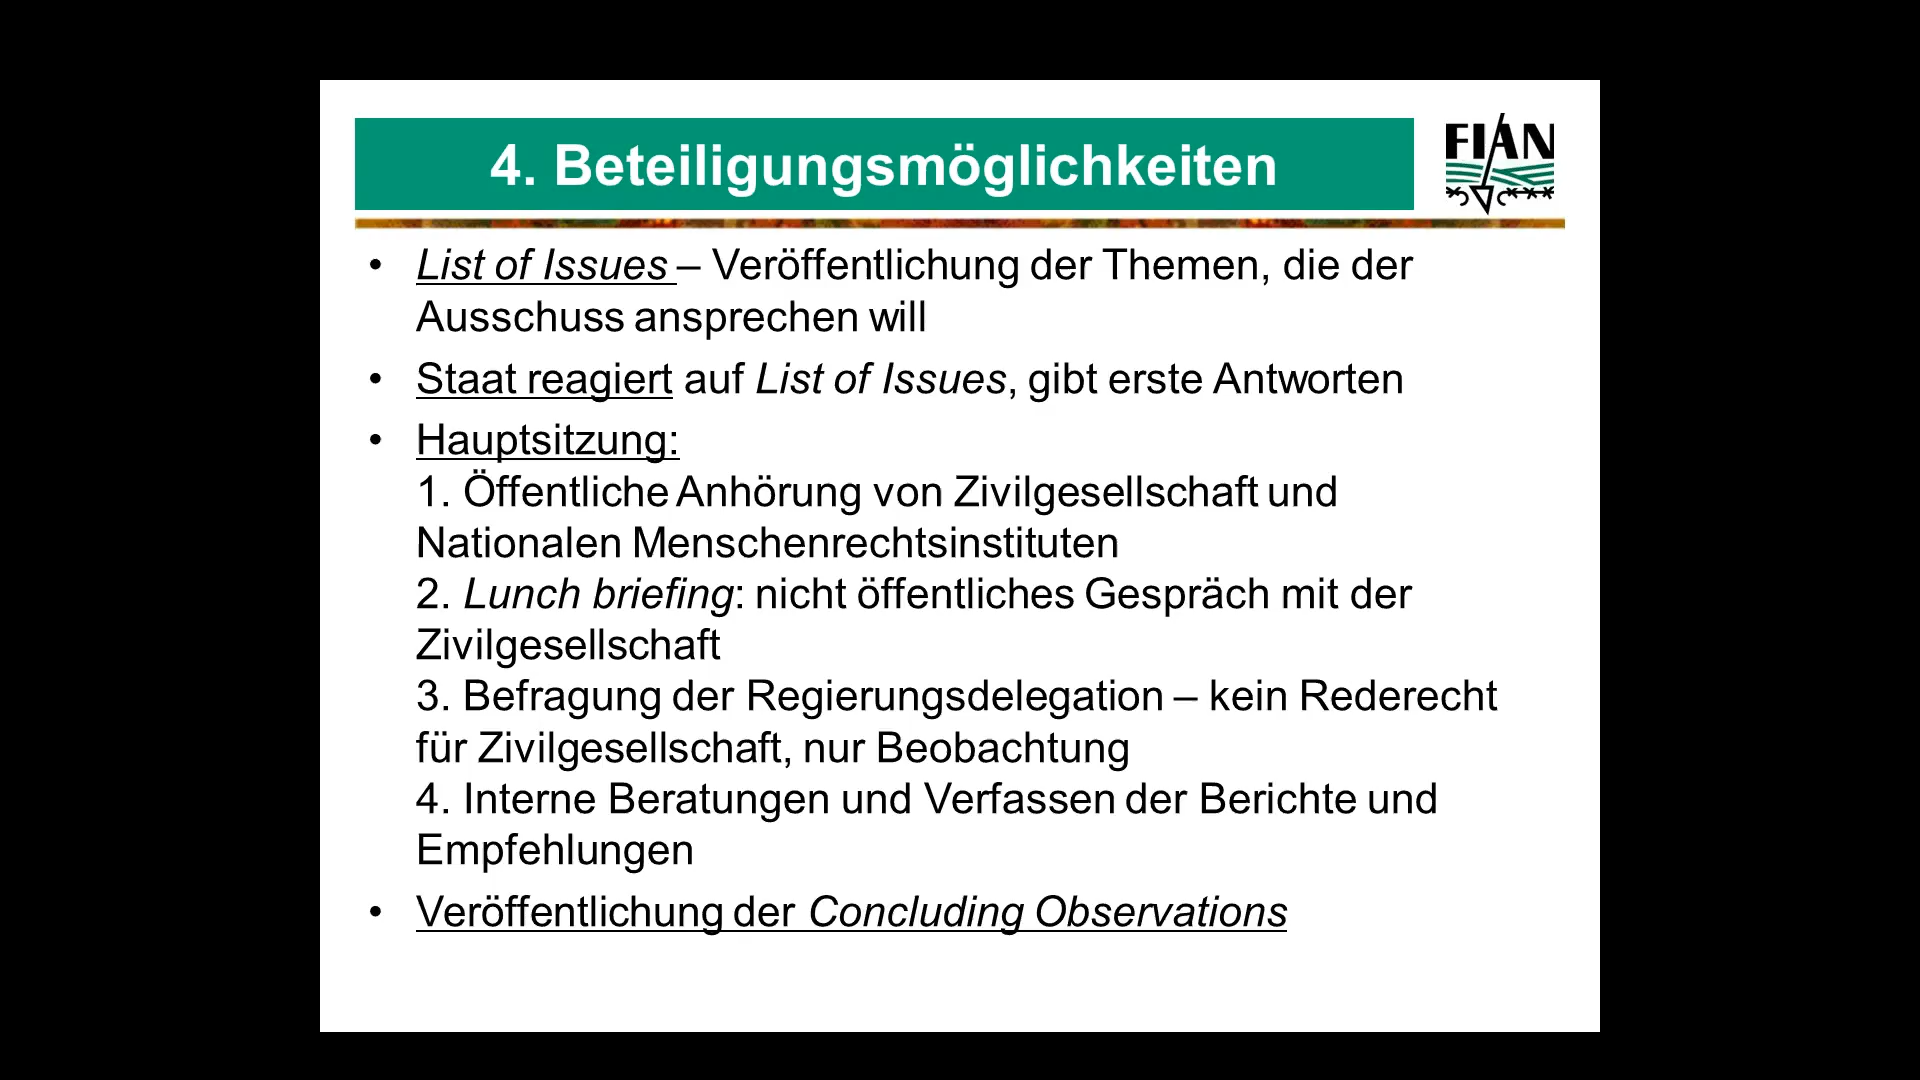 4. Beteiligungsmöglichkeiten
FIAN
• List of Issues – Veröffentlichung der Themen, die der
Ausschuss ansprechen will
• Staat reagiert auf List of Issues, gibt erste Antworten
• Hauptsitzung:
1. Öffentliche Anhörung von Zivilgesellschaft und
Nationalen Menschenrechtsinstituten
2. Lunch briefing: nicht öffentliches Gespräch mit der
Zivilgesellschaft
3. Befragung der Regierungsdelegation – kein Rederecht
für Zivilgesellschaft, nur Beobachtung
4. Interne Beratungen und Verfassen der Berichte und
Empfehlungen
• Veröffentlichung der Concluding Observations